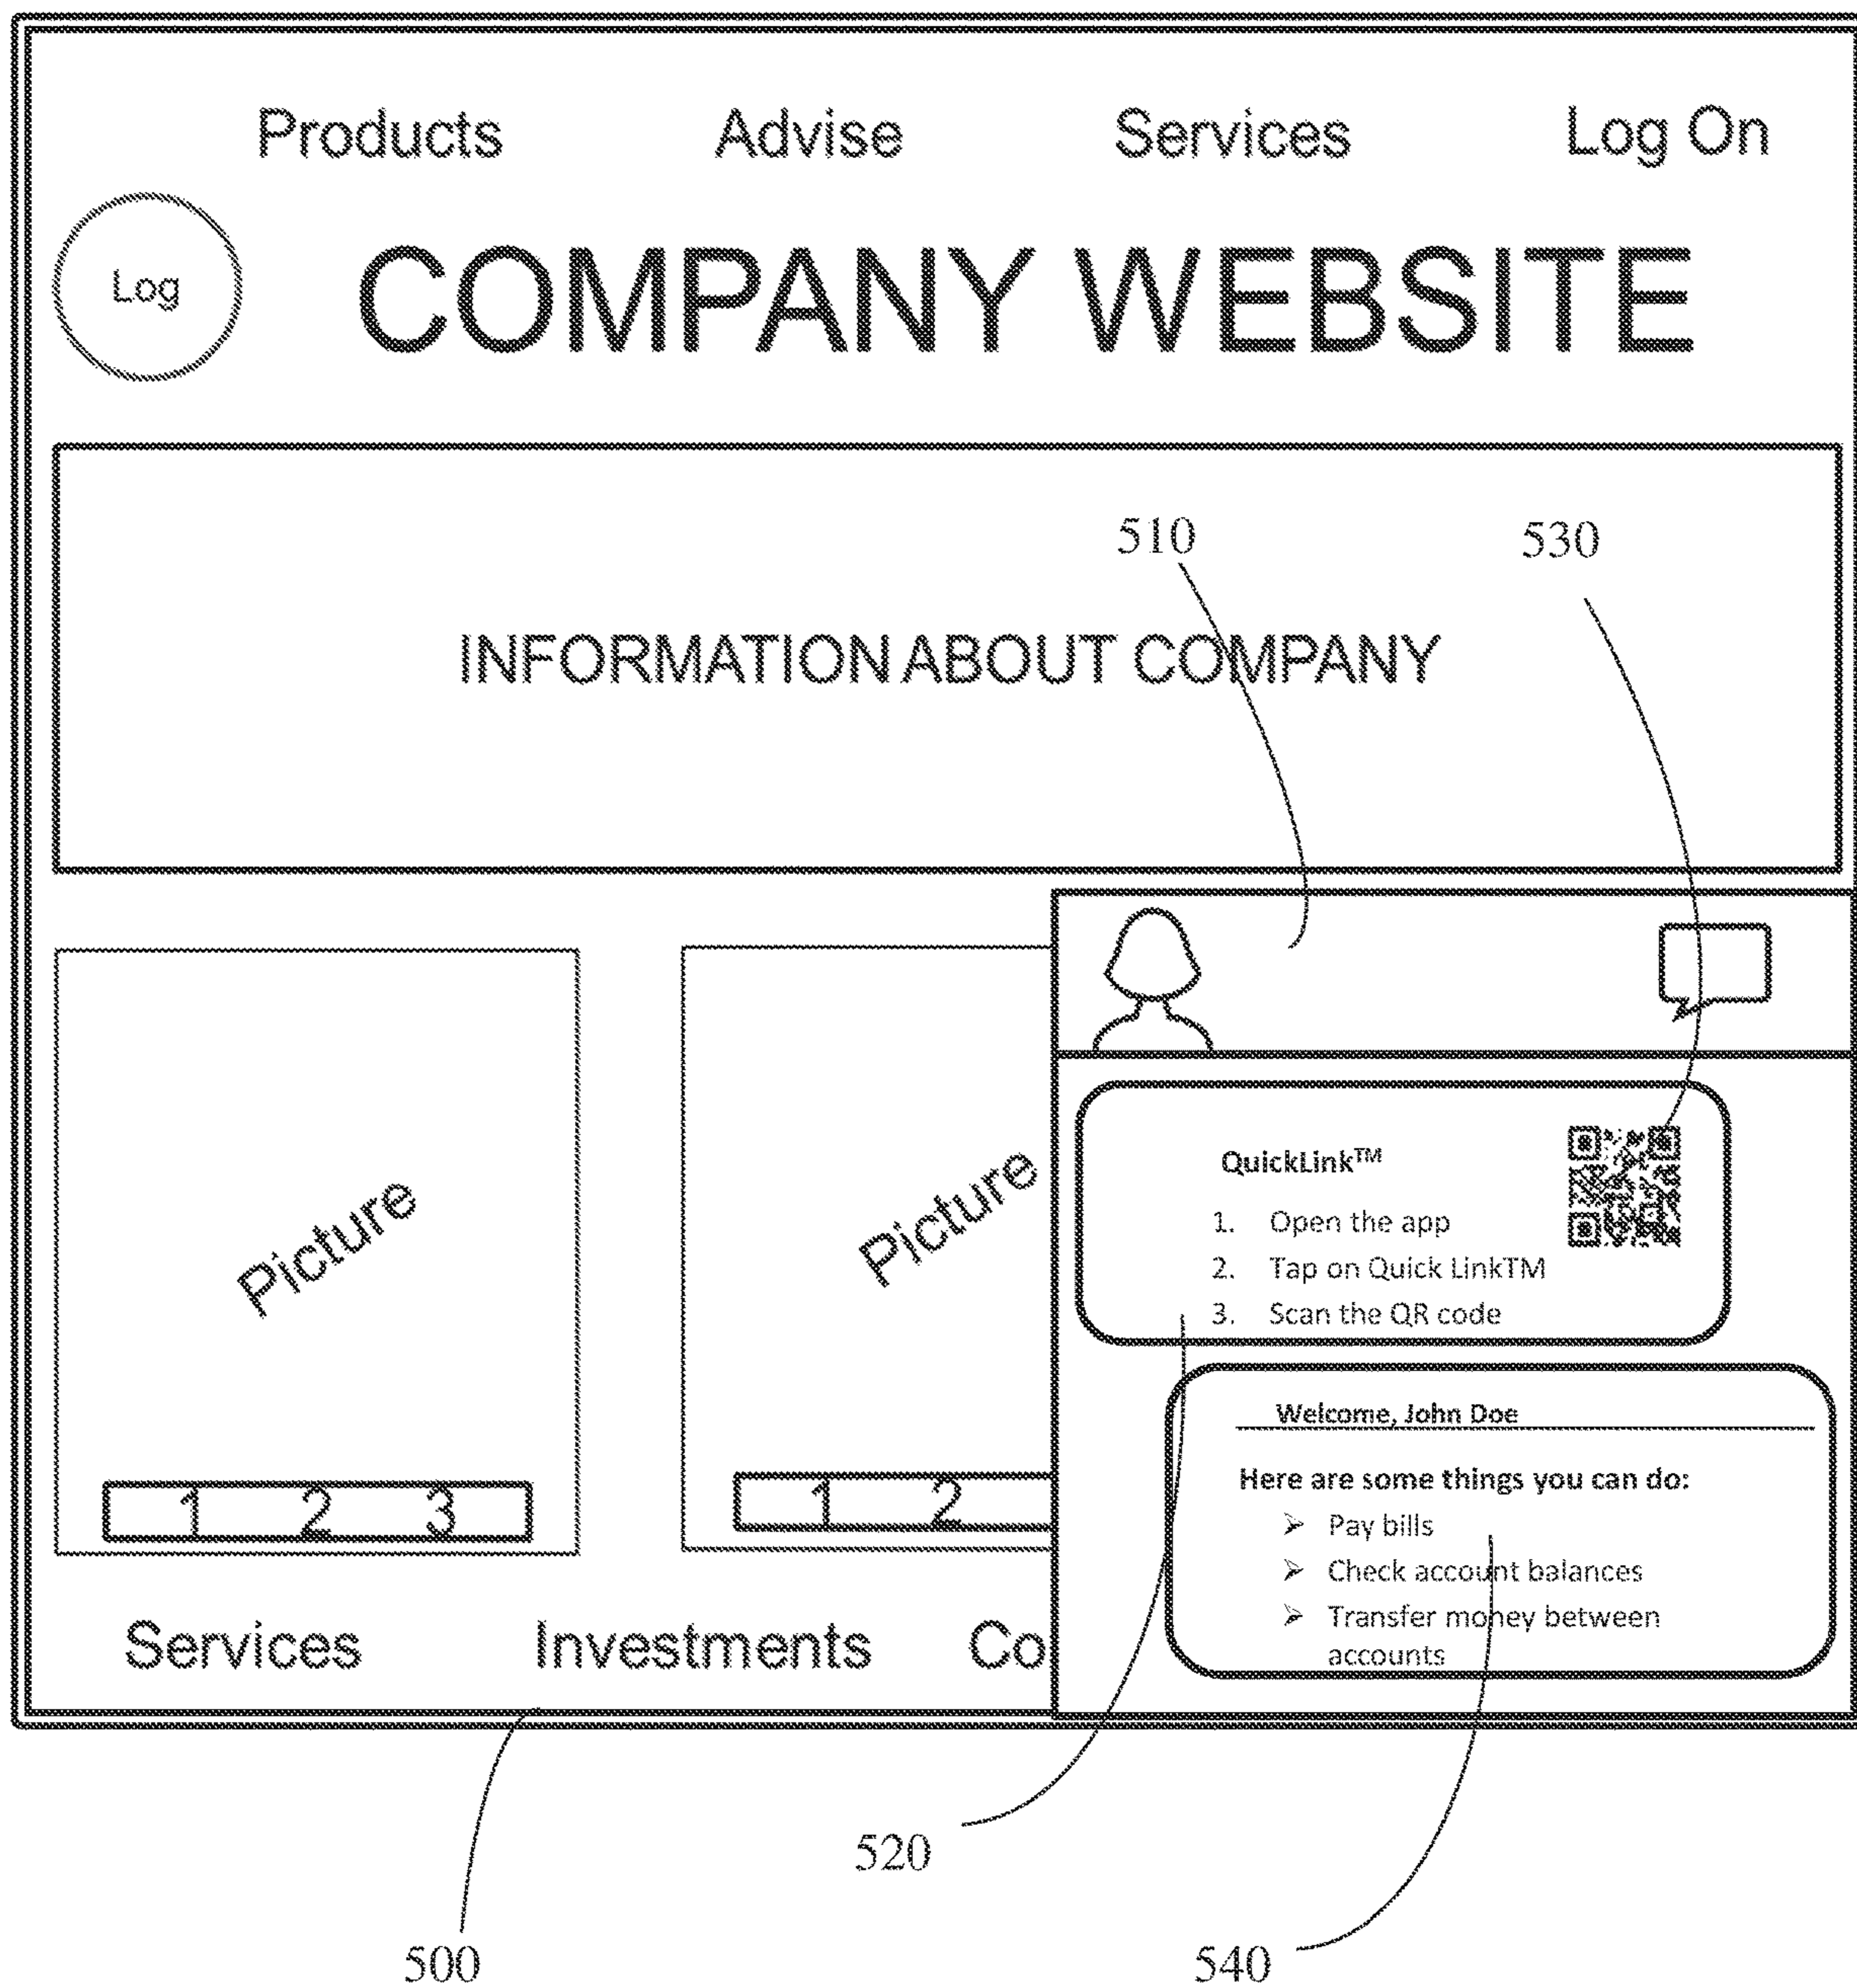 Products Advise Services Log On
Log COMPANY WEBSITE
510 530
INFORMATION ABOUT COMPANY
Picture
Picture
QuickLink™
1. Open the app
2. Tap on Quick LinkTM
3. Scan the QR code
Welcome, John Doe
Here are some things you can do:
➢ Pay bills
➢ Check account balances
➢ Transfer money between
accounts
1 2 3
1 2
Services Investments Co
520
500 540